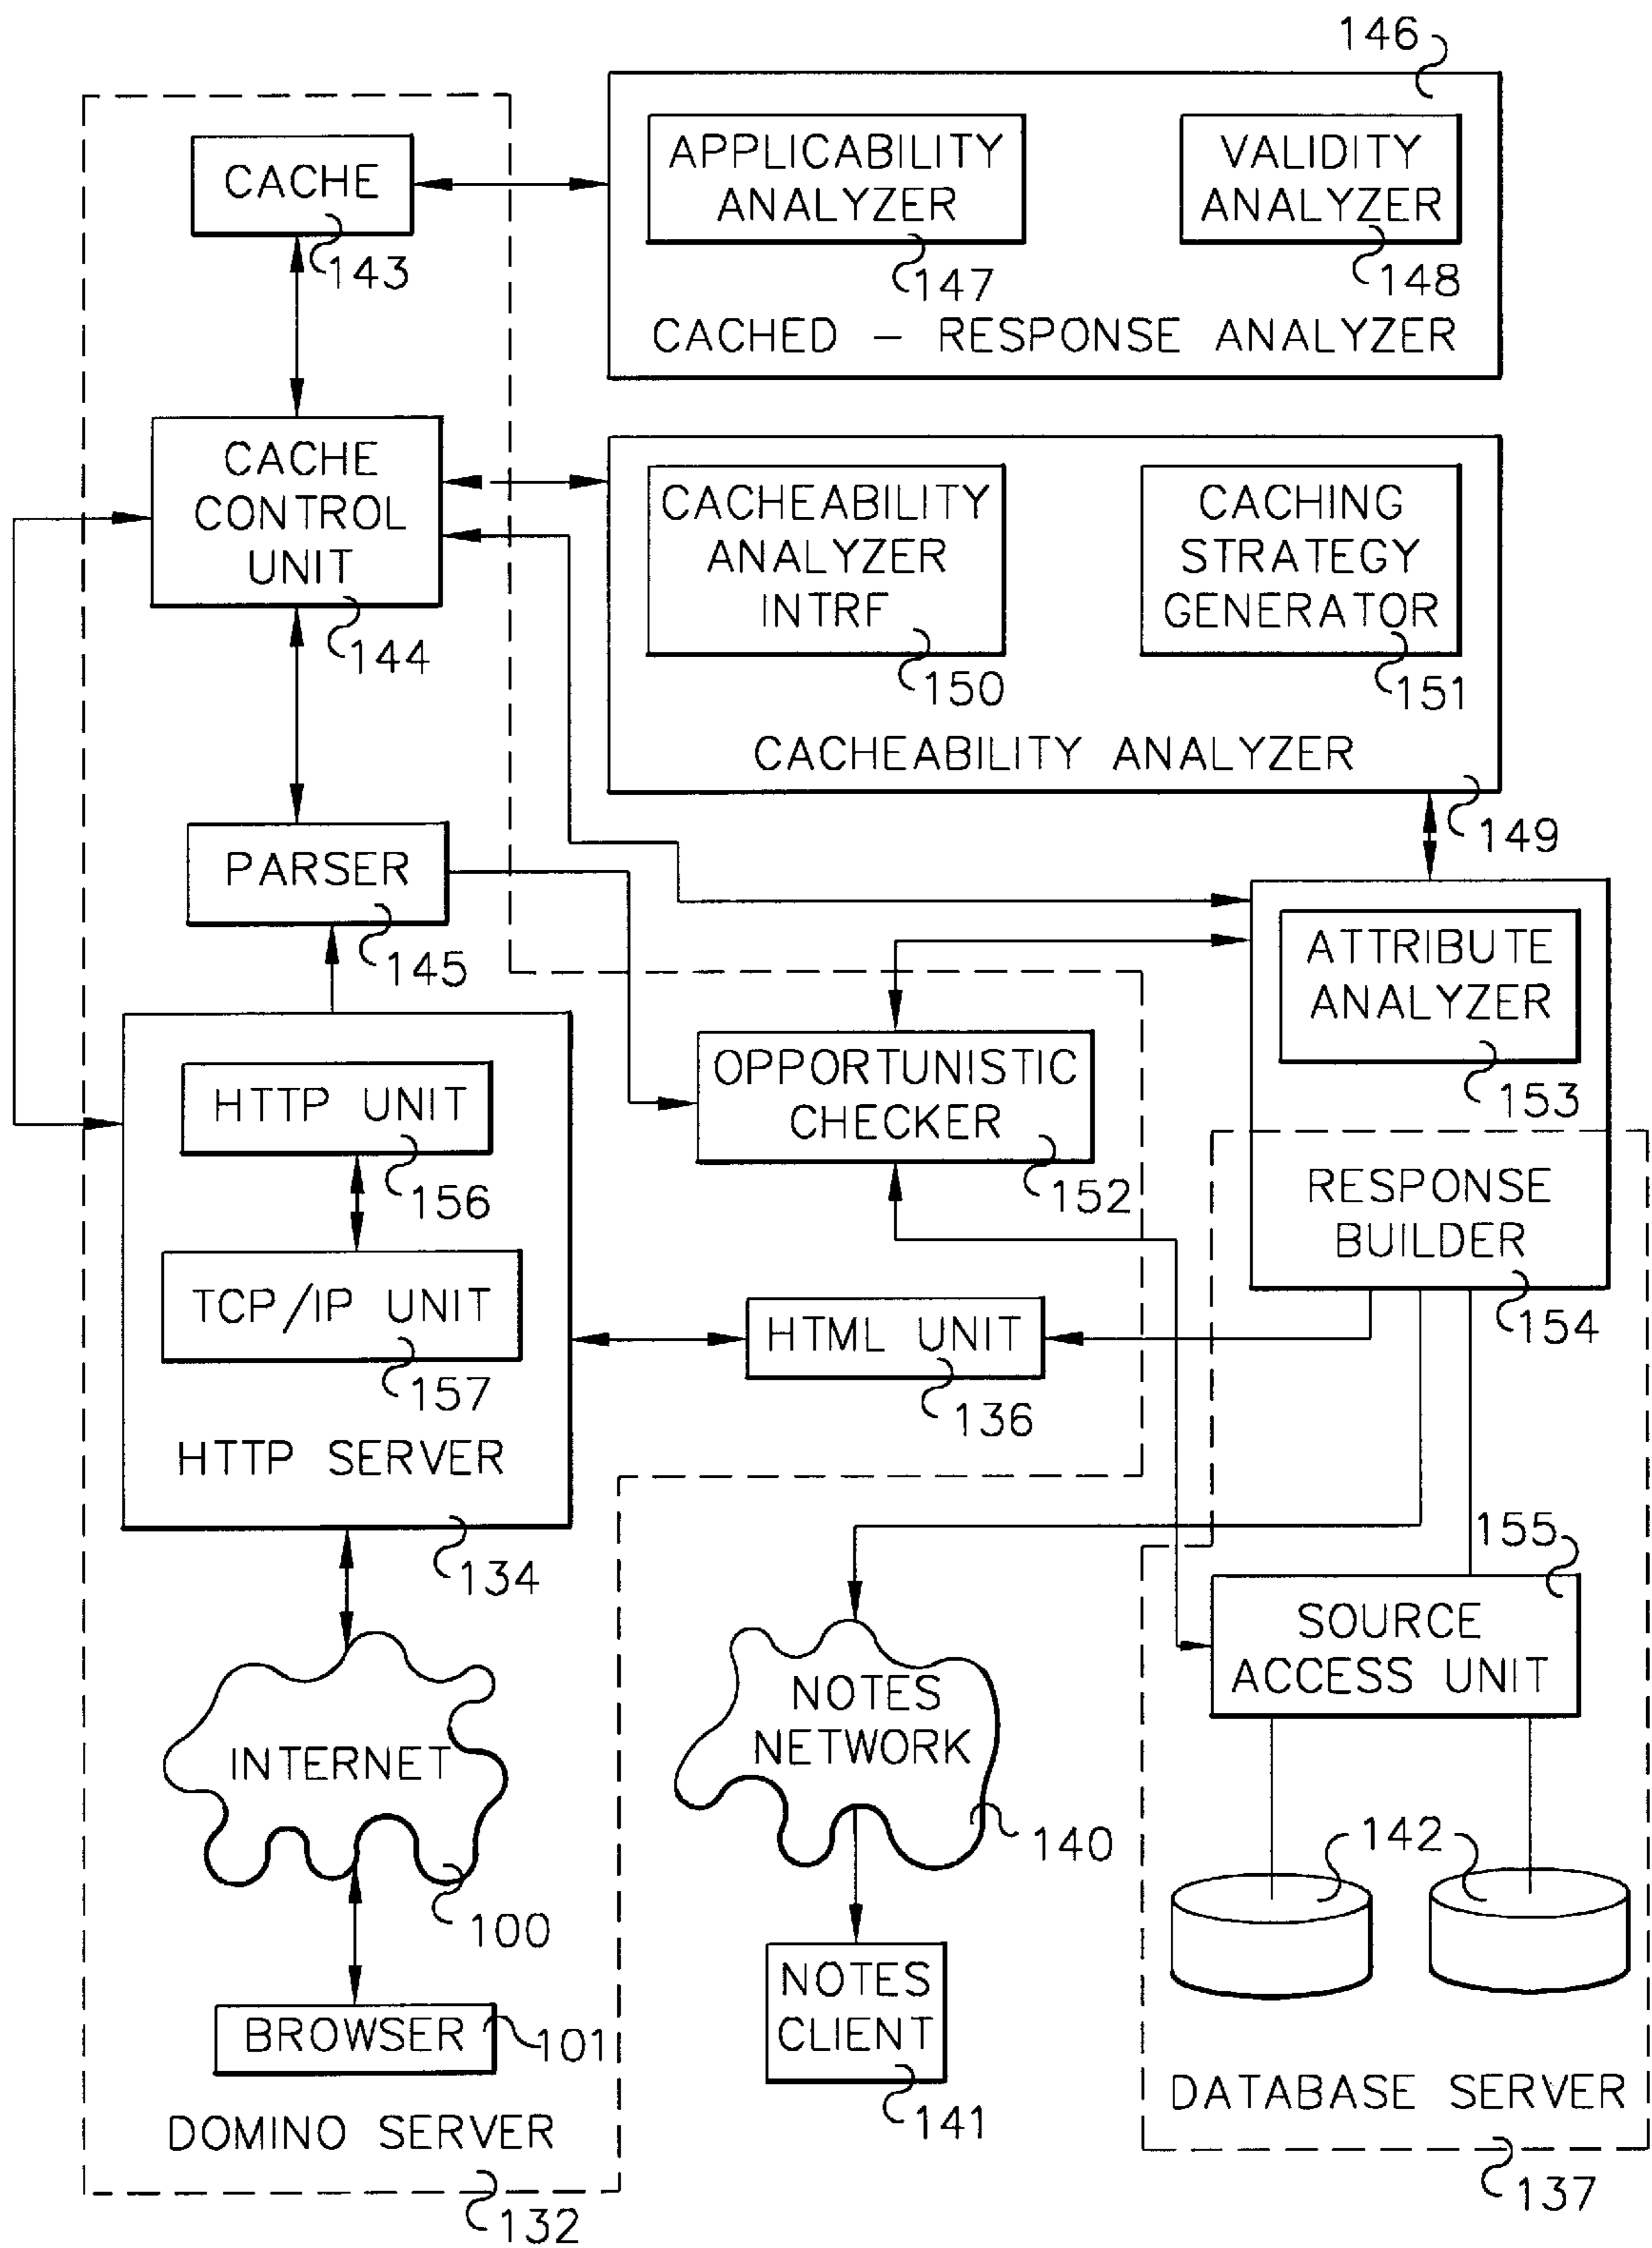 146
CACHE
143
APPLICABILITY
ANALYZER
147
VALIDITY
ANALYZER
148
CACHED – RESPONSE ANALYZER
CACHE
CONTROL
UNIT
144
CACHEABILITY
ANALYZER
INTRF
150
CACHING
STRATEGY
GENERATOR
151
CACHEABILITY ANALYZER
149
PARSER
145
ATTRIBUTE
ANALYZER
153
RESPONSE
BUILDER
154
OPPORTUNISTIC
CHECKER
152
HTTP UNIT
156
TCP/IP UNIT
157
HTTP SERVER
134
HTML UNIT
136
155
SOURCE
ACCESS UNIT
INTERNET
100
NOTES
NETWORK
140
142
BROWSER
101
NOTES
CLIENT
141
DOMINO SERVER
132
DATABASE SERVER
137